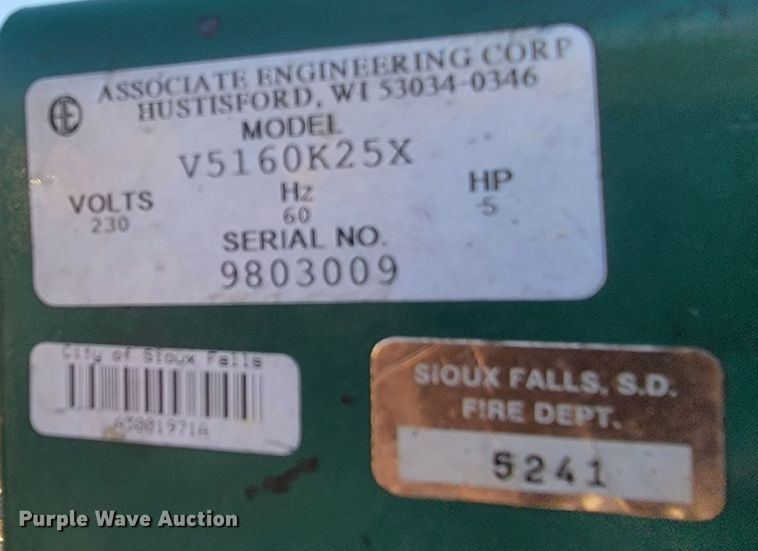 AE
ASSOCIATE ENGINEERING CORP
HUSTISFORD, WI 53034-0346
MODEL
V5160K25X
VOLTS Hz HP
230 60 5
SERIAL NO.
9803009
City of Sioux Falls
A3001971A
SIOUX FALLS, S.D.
FIRE DEPT.
5241
Purple Wave Auction